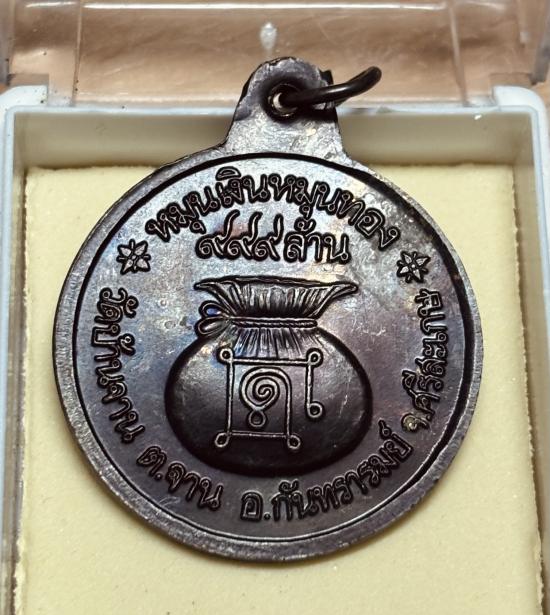 หมุนเงินหมุนทอง
๙๙๙ล้าน
วัดบ้านจาน ต.จาน อ.กันทรารมย์ จ.ศรีสะเกษ